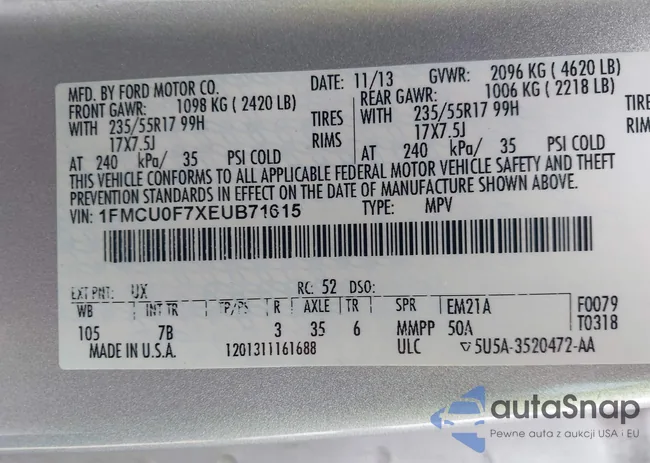 MFD. BY FORD MOTOR CO. DATE: 11/13 GVWR: 2096 KG ( 4620 LB)
FRONT GAWR: 1098 KG ( 2420 LB) REAR GAWR: 1006 KG ( 2218 LB)
WITH 235/55R17 99H TIRES WITH 235/55R17 99H TIRE
17X7.5J RIMS 17X7.5J RIM
AT 240 kPa/ 35 PSI COLD AT 240 kPa/ 35 PSI COLD
THIS VEHICLE CONFORMS TO ALL APPLICABLE FEDERAL MOTOR VEHICLE SAFETY AND THEFT
PREVENTION STANDARDS IN EFFECT ON THE DATE OF MANUFACTURE SHOWN ABOVE.
VIN: 1FMCU0F7XEUB71615 TYPE: MPV
EXT PNT: UX RC: 52 DSO:
WB INT TR TP/PS R AXLE TR SPR EM21A F0079
105 7B 3 35 6 MMPP 50A T0318
MADE IN U.S.A. 1201311161688 ULC 5U5A-3520472-AA
autaSnap
Pewne auta z aukcji USA i EU